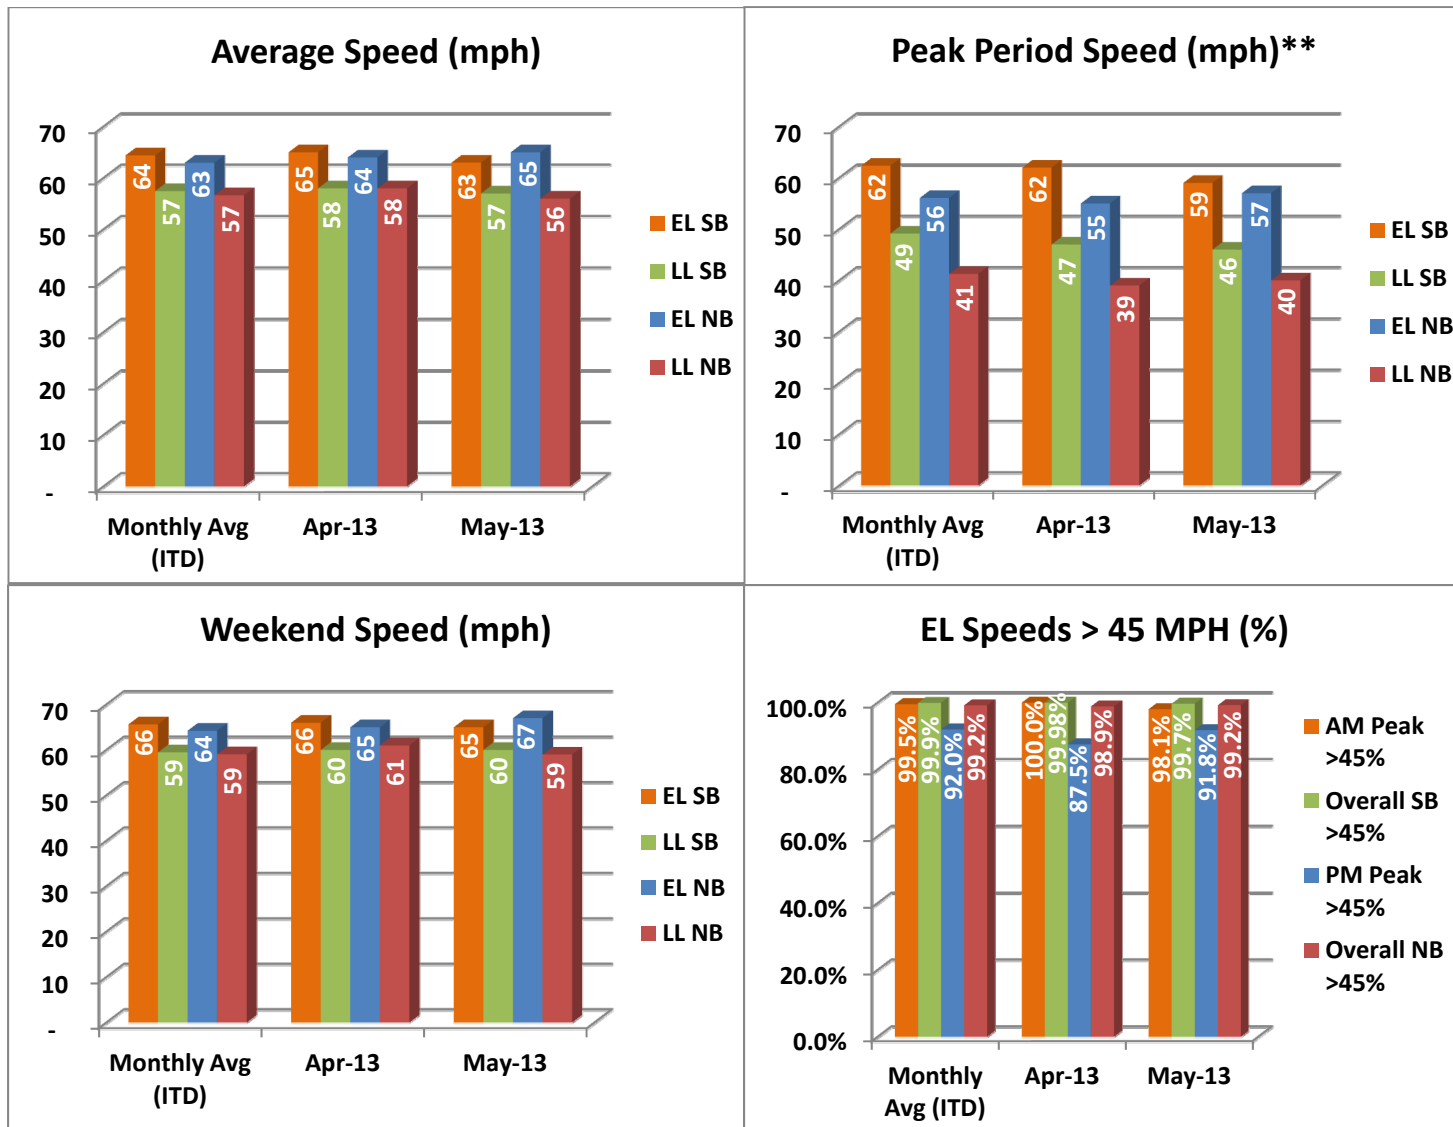 Average Speed (mph)
70
60
50
40
30
20
10
-
64
57
63
57
65
58
64
58
63
57
65
56
Monthly Avg
(ITD)
Apr-13
May-13
EL SB
LL SB
EL NB
LL NB
Peak Period Speed (mph)**
70
60
50
40
30
20
10
-
62
49
56
41
62
47
55
39
59
46
57
40
Monthly Avg
(ITD)
Apr-13
May-13
EL SB
LL SB
EL NB
LL NB
Weekend Speed (mph)
70
60
50
40
30
20
10
-
66
59
64
59
66
60
65
61
65
60
67
59
Monthly Avg
(ITD)
Apr-13
May-13
EL SB
LL SB
EL NB
LL NB
EL Speeds > 45 MPH (%)
100.0%
80.0%
60.0%
40.0%
20.0%
0.0%
99.5%
99.9%
92.0%
99.2%
100.0%
99.98%
87.5%
98.9%
98.1%
99.7%
91.8%
99.2%
Monthly
Avg (ITD)
Apr-13
May-13
AM Peak
>45%
Overall SB
>45%
PM Peak
>45%
Overall NB
>45%